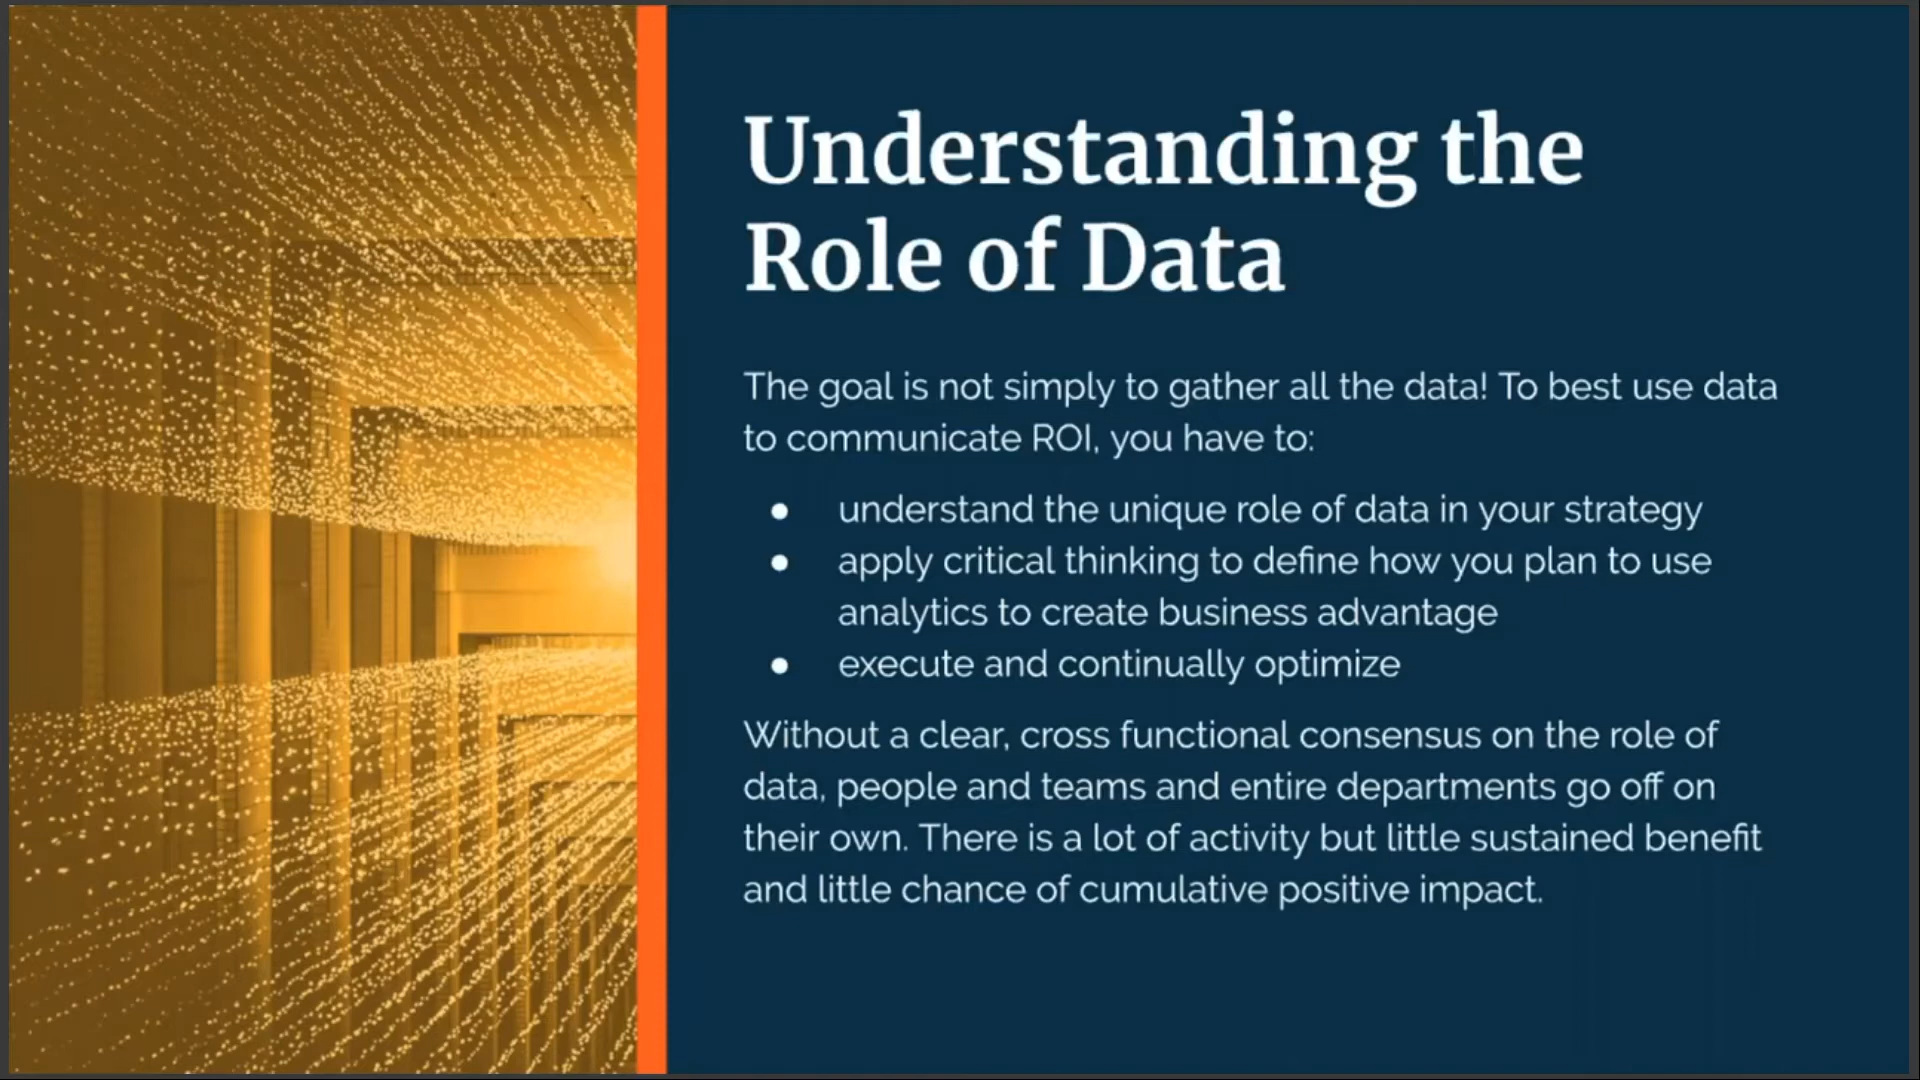 Understanding the
Role of Data
The goal is not simply to gather all the data! To best use data
to communicate ROI, you have to:
● understand the unique role of data in your strategy
● apply critical thinking to define how you plan to use
analytics to create business advantage
● execute and continually optimize
Without a clear, cross functional consensus on the role of
data, people and teams and entire departments go off on
their own. There is a lot of activity but little sustained benefit
and little chance of cumulative positive impact.